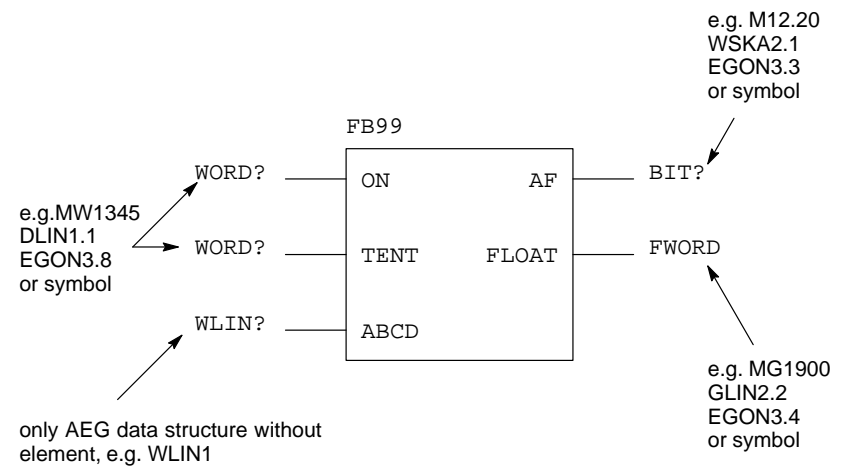 e.g. M12.20
WSKA2.1
EGON3.3
or symbol
FB99
WORD?
ON
AF
BIT?
e.g.MW1345
DLIN1.1
EGON3.8
or symbol
WORD?
TENT
FLOAT
FWORD
WLIN?
ABCD
e.g. MG1900
GLIN2.2
EGON3.4
or symbol
only AEG data structure without
element, e.g. WLIN1